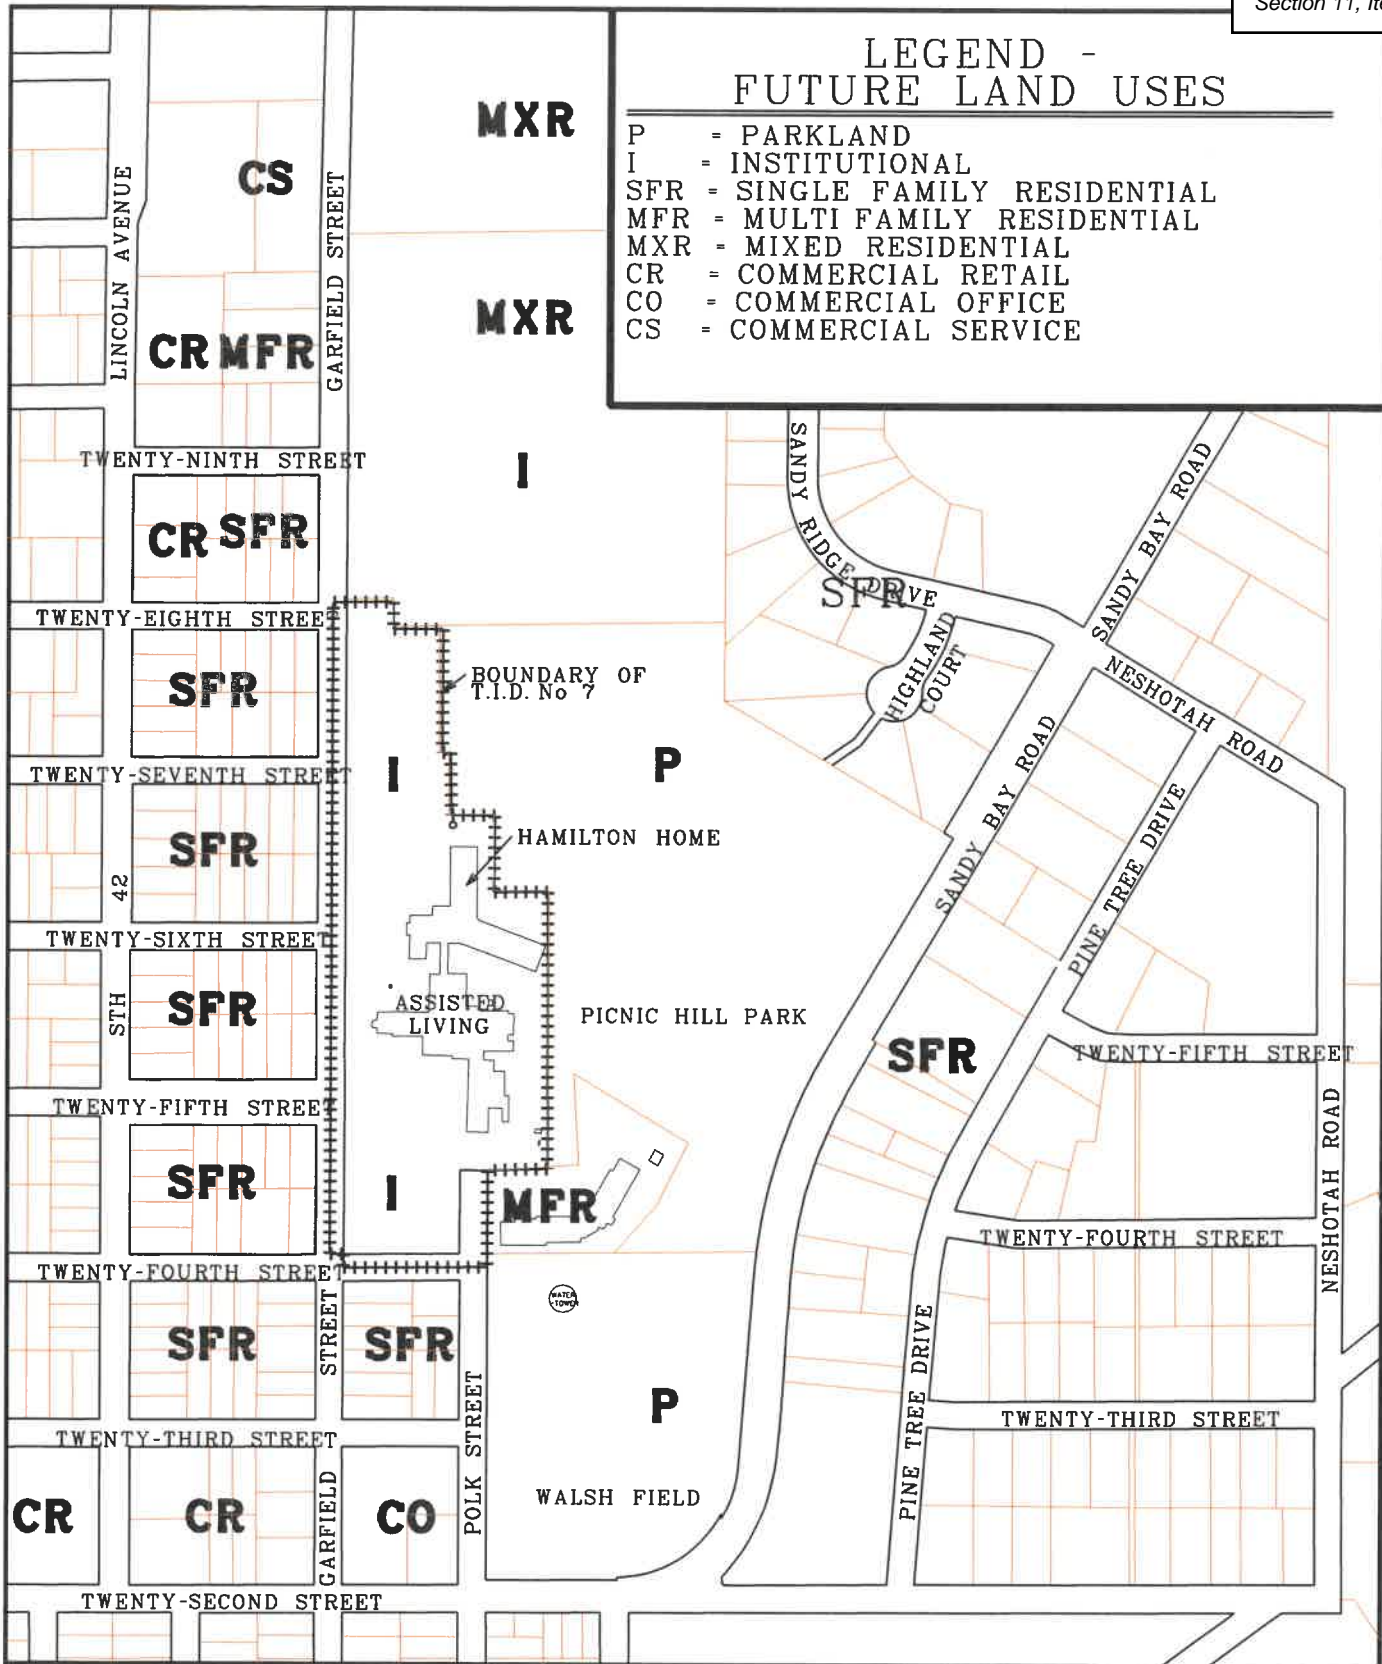 Section 11, Ite
LEGEND -
FUTURE LAND USES
P = PARKLAND
I = INSTITUTIONAL
SFR = SINGLE FAMILY RESIDENTIAL
MFR = MULTI FAMILY RESIDENTIAL
MXR = MIXED RESIDENTIAL
CR = COMMERCIAL RETAIL
CO = COMMERCIAL OFFICE
CS = COMMERCIAL SERVICE
MXR
CS
LINCOLN AVENUE
GARFIELD STREET
MXR
CR MFR
TWENTY-NINTH STREET
I
SANDY RIDGE DRIVE
SANDY BAY ROAD
CR SFR
SFR
TWENTY-EIGHTH STREET
HIGHLAND
COURT
NESHOTAH ROAD
BOUNDARY OF
T.I.D. No 7
SFR
SANDY BAY ROAD
TWENTY-SEVENTH STREET
I
P
PINE TREE DRIVE
HAMILTON HOME
SFR
42
TWENTY-SIXTH STREET
STH
SFR
ASSISTED
LIVING
PICNIC HILL PARK
SFR
TWENTY-FIFTH STREET
TWENTY-FIFTH STREET
NESHOTAH ROAD
SFR
I
MFR
TWENTY-FOURTH STREET
TWENTY-FOURTH STREET
WATER
TOWER
SFR
STREET
SFR
PINE TREE DRIVE
P
POLK STREET
TWENTY-THIRD STREET
TWENTY-THIRD STREET
CR
CR
GARFIELD
CO
WALSH FIELD
TWENTY-SECOND STREET